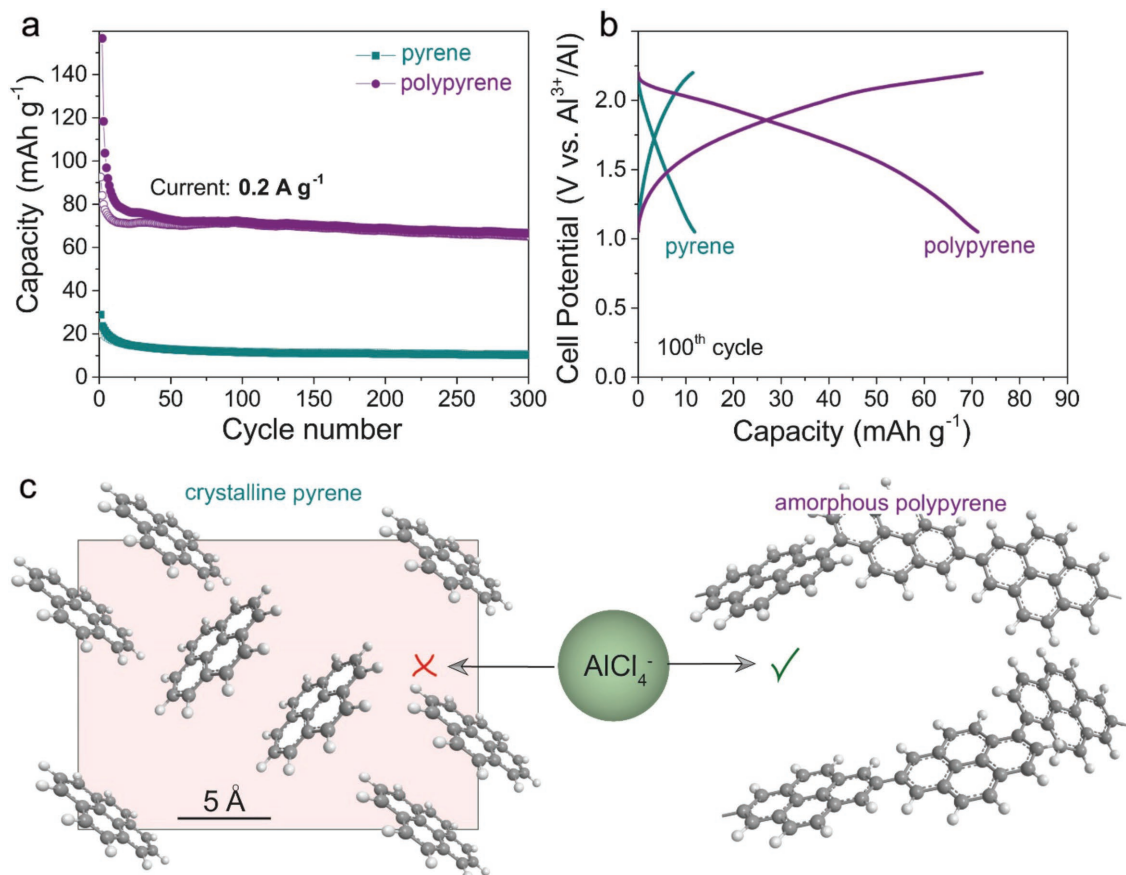 a
Capacity (mAh g⁻¹)
140
120
100
80
60
40
20
0
pyrene
polypyrene
Current: 0.2 A g⁻¹
0 50 100 150 200 250 300
Cycle number
b
Cell Potential (V vs. Al³⁺/Al)
2.0
1.5
1.0
0.5
0.0
pyrene
polypyrene
100ᵗʰ cycle
0 10 20 30 40 50 60 70 80 90
Capacity (mAh g⁻¹)
c
crystalline pyrene
amorphous polypyrene
AlCl₄⁻
5 Å